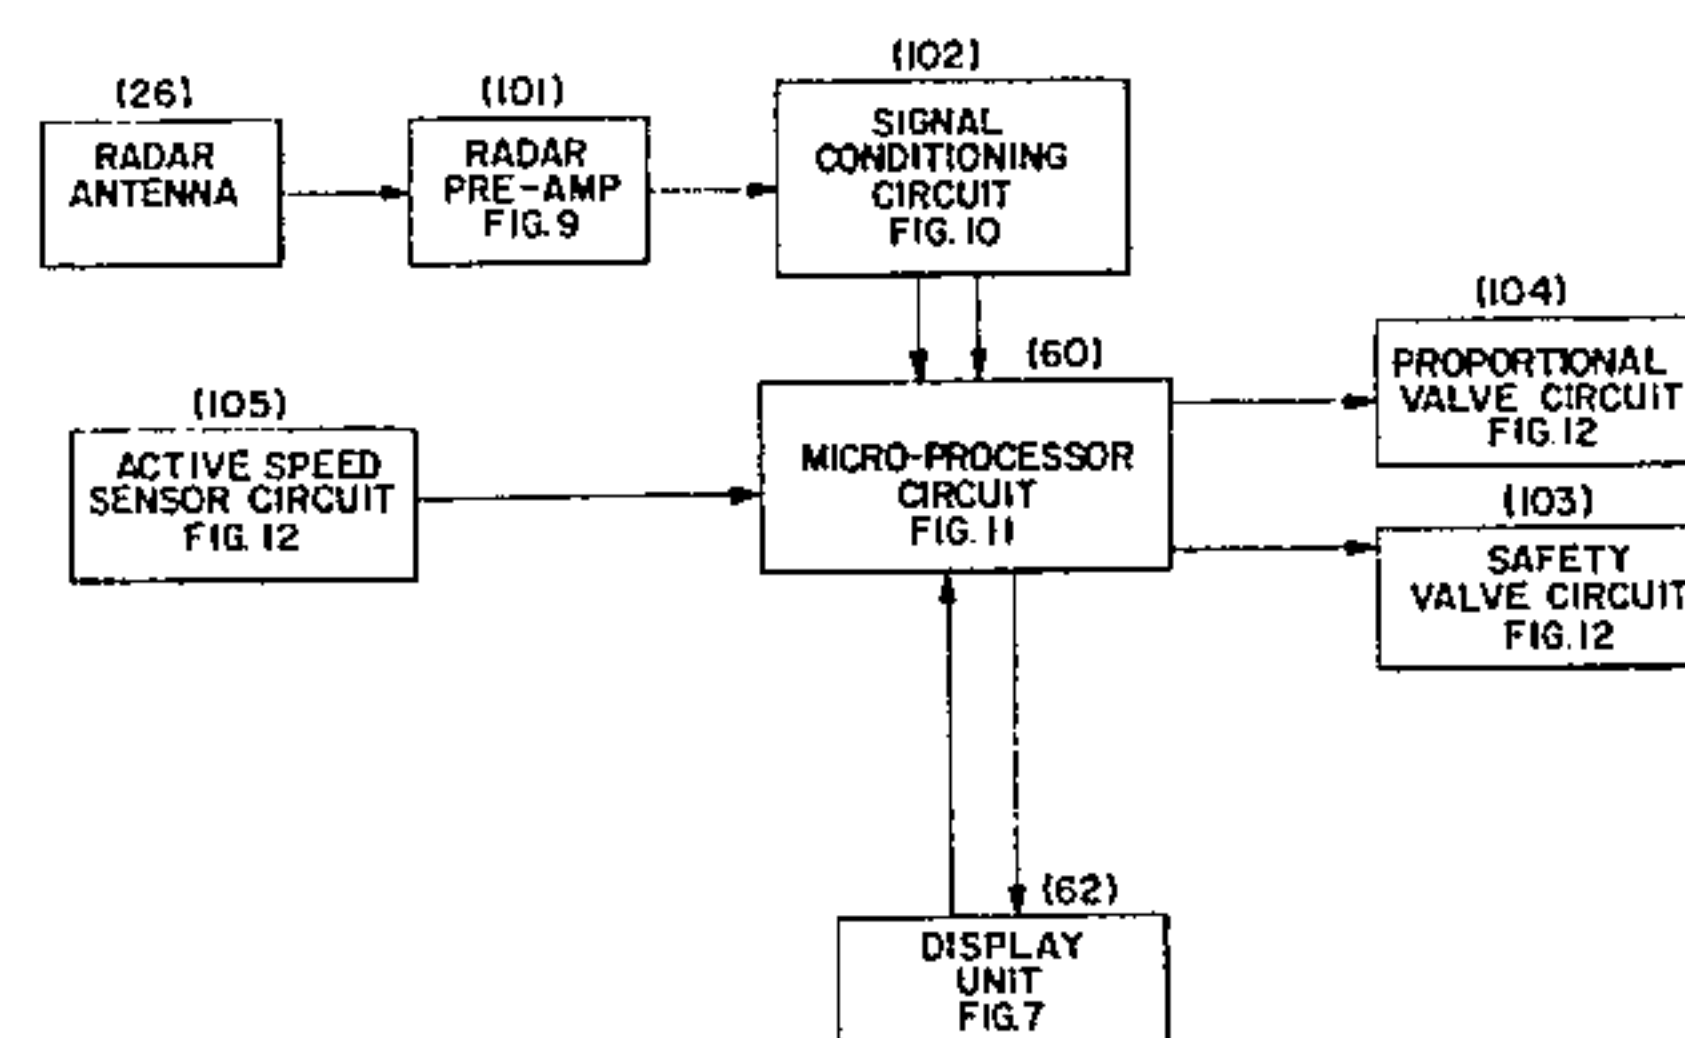 (26)
RADAR
ANTENNA
(101)
RADAR
PRE-AMP
FIG. 9
(102)
SIGNAL
CONDITIONING
CIRCUIT
FIG. 10
(105)
ACTIVE SPEED
SENSOR CIRCUIT
FIG. 12
(60)
MICRO-PROCESSOR
CIRCUIT
FIG. 11
(104)
PROPORTIONAL
VALVE CIRCUIT
FIG. 12
(103)
SAFETY
VALVE CIRCUIT
FIG. 12
(62)
DISPLAY
UNIT
FIG. 7